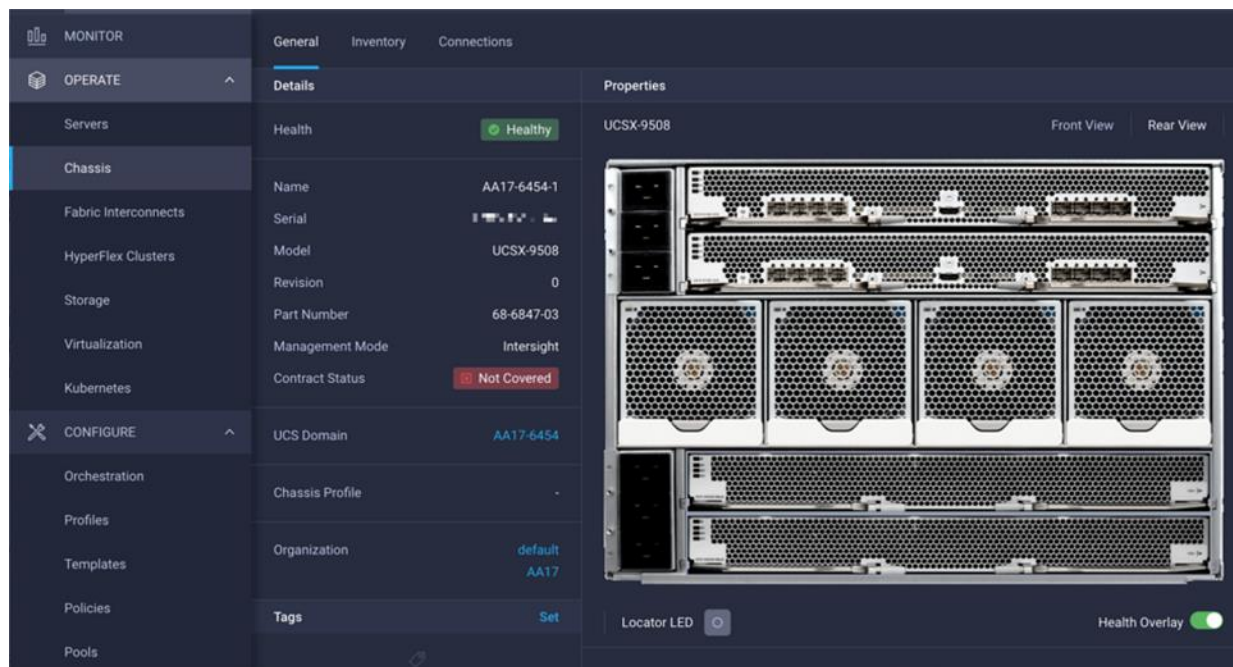 MONITOR
OPERATE
Servers
Chassis
Fabric Interconnects
HyperFlex Clusters
Storage
Virtualization
Kubernetes
CONFIGURE
Orchestration
Profiles
Templates
Policies
Pools
General Inventory Connections
Details
Health Healthy
Name AA17-6454-1
Serial
Model UCSX-9508
Revision 0
Part Number 68-6847-03
Management Mode Intersight
Contract Status Not Covered
UCS Domain AA17-6454
Chassis Profile -
Organization default
AA17
Tags Set
Properties
UCSX-9508 Front View Rear View
Locator LED Health Overlay